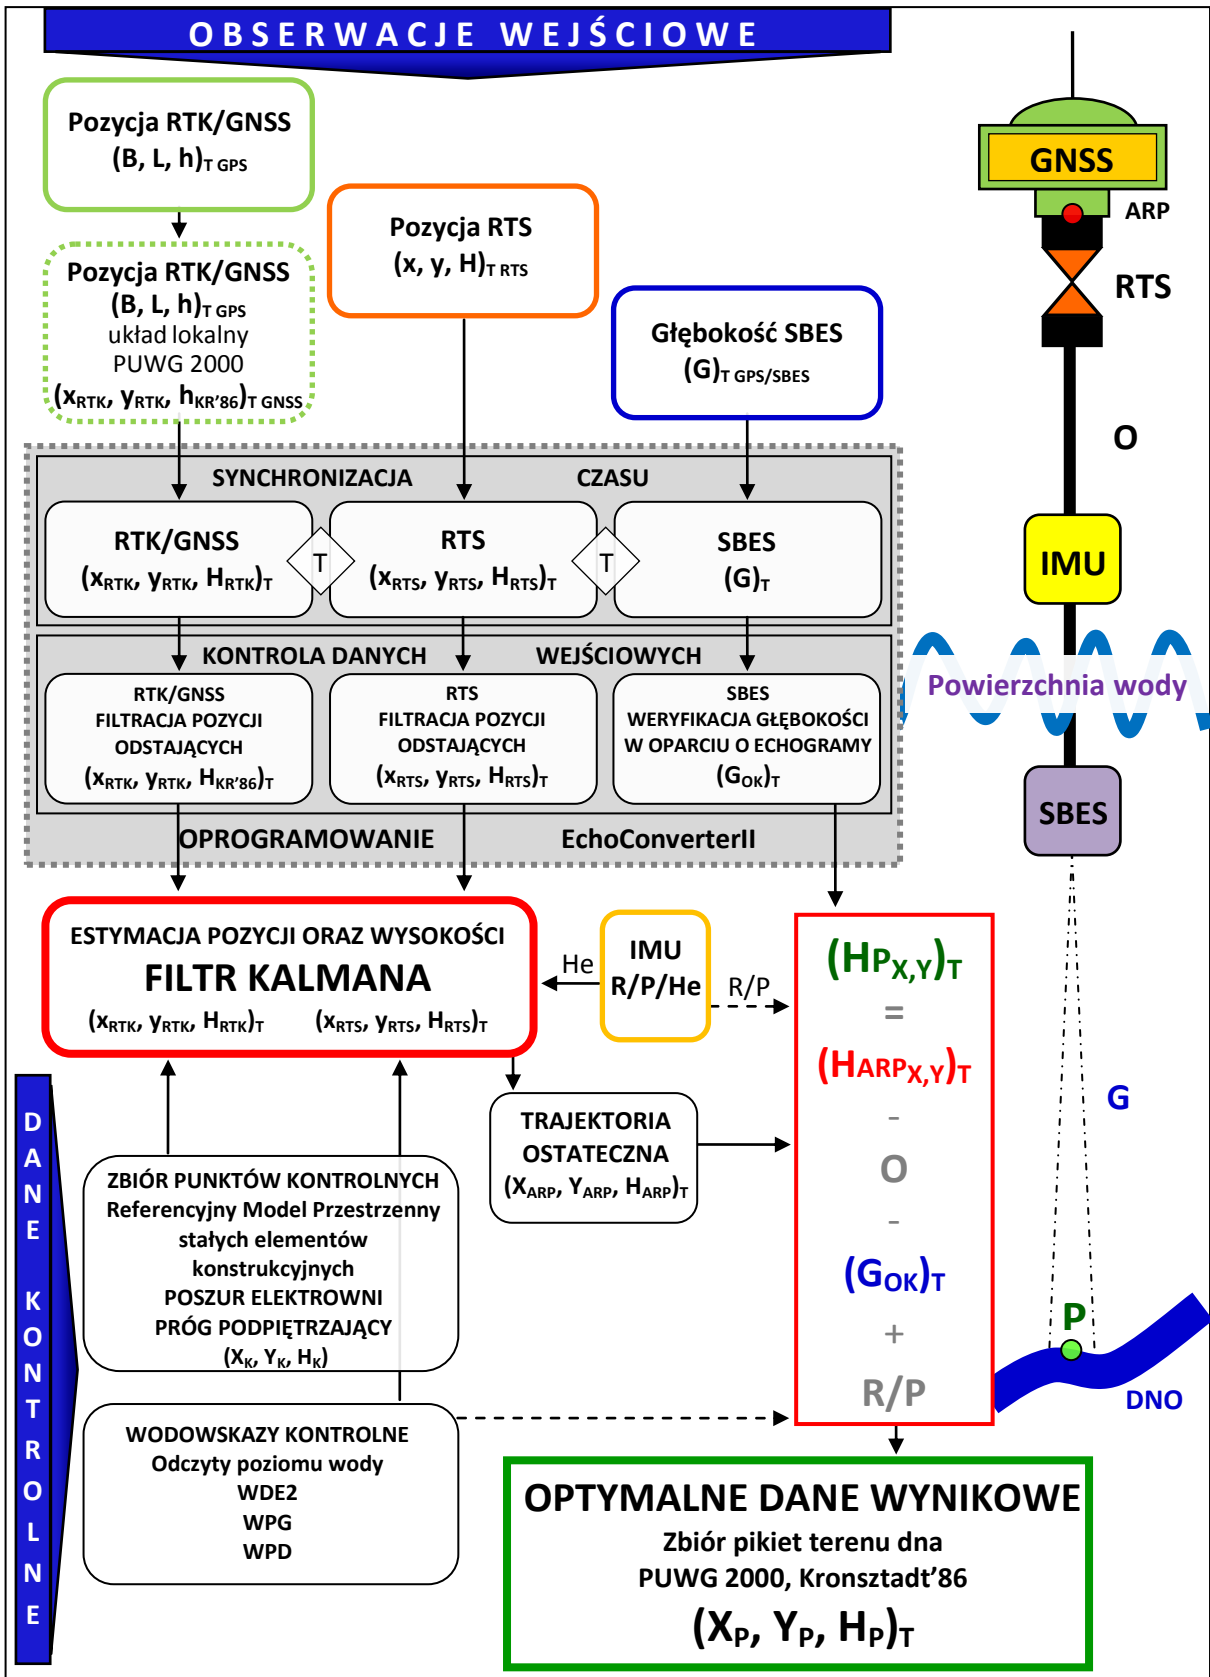 OBSERWACJE WEJŚCIOWE
Pozycja RTK/GNSS
(B, L, h)T GPS
Pozycja RTK/GNSS
(B, L, h)T GPS
układ lokalny
PUWG 2000
(xRTK, yRTK, hKR'86)T GNSS
Pozycja RTS
(x, y, H)T RTS
Głębokość SBES
(G)T GPS/SBES
SYNCHRONIZACJA CZASU
RTK/GNSS
(xRTK, yRTK, HRTK)T
T
RTS
(xRTS, yRTS, HRTS)T
T
SBES
(G)T
KONTROLA DANYCH WEJŚCIOWYCH
RTK/GNSS
FILTRACJA POZYCJI
ODSTAJĄCYCH
(xRTK, yRTK, HKR'86)T
RTS
FILTRACJA POZYCJI
ODSTAJĄCYCH
(xRTS, yRTS, HRTS)T
SBES
WERYFIKACJA GŁĘBOKOŚCI
W OPARCIU O ECHOGRAMY
(GOK)T
OPROGRAMOWANIE EchoConverterII
ESTYMACJA POZYCJI ORAZ WYSOKOŚCI
FILTR KALMANA
(xRTK, yRTK, HRTK)T (xRTS, yRTS, HRTS)T
He
IMU
R/P/He
R/P
TRAJEKTORIA
OSTATECZNA
(XARP, YARP, HARP)T
(HPX,Y)T
=
(HARPX,Y)T
-
O
-
(GOK)T
+
R/P
DANE KONTROLNE
ZBIÓR PUNKTÓW KONTROLNYCH
Referencyjny Model Przestrzenny
stałych elementów
konstrukcyjnych
POSZUR ELEKTROWNI
PRÓG PODPIĘTRZAJĄCY
(XK, YK, HK)
WODOWSKAZY KONTROLNE
Odczyty poziomu wody
WDE2
WPG
WPD
OPTYMALNE DANE WYNIKOWE
Zbiór pikiet terenu dna
PUWG 2000, Kronsztadt'86
(XP, YP, HP)T
GNSS
ARP
RTS
O
IMU
Powierzchnia wody
SBES
G
P
DNO